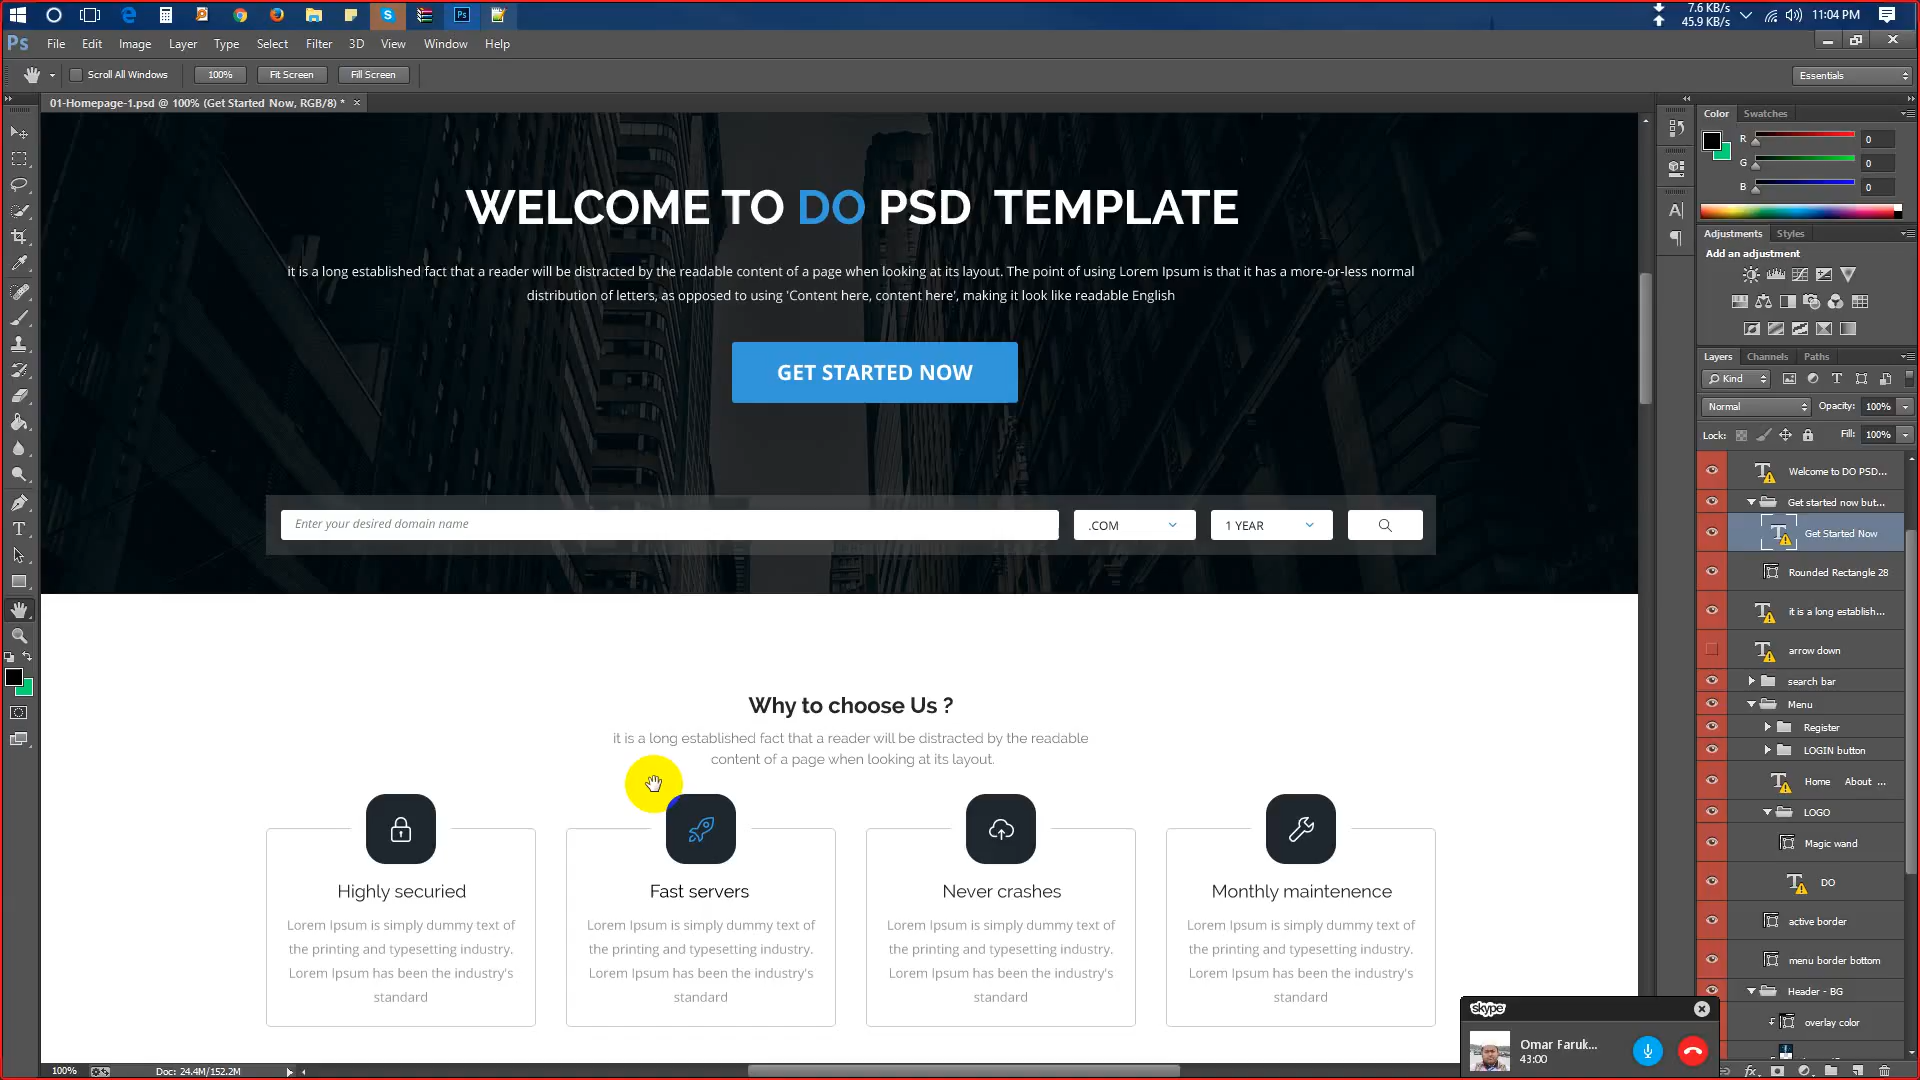 7.6 KB/s
45.9 KB/s
11:04 PM
Ps
File Edit Image Layer Type Select Filter 3D View Window Help
Scroll All Windows 100% Fit Screen Fill Screen Essentials
01-Homepage-1.psd @ 100% (Get Started Now, RGB/8) *
WELCOME TO DO PSD TEMPLATE
it is a long established fact that a reader will be distracted by the readable content of a page when looking at its layout. The point of using Lorem Ipsum is that it has a more-or-less normal
distribution of letters, as opposed to using 'Content here, content here', making it look like readable English
GET STARTED NOW
Enter your desired domain name .COM 1 YEAR
Why to choose Us ?
it is a long established fact that a reader will be distracted by the readable
content of a page when looking at its layout.
Highly securied
Lorem Ipsum is simply dummy text of
the printing and typesetting industry.
Lorem Ipsum has been the industry's
standard
Fast servers
Lorem Ipsum is simply dummy text of
the printing and typesetting industry.
Lorem Ipsum has been the industry's
standard
Never crashes
Lorem Ipsum is simply dummy text of
the printing and typesetting industry.
Lorem Ipsum has been the industry's
standard
Monthly maintenence
Lorem Ipsum is simply dummy text of
the printing and typesetting industry.
Lorem Ipsum has been the industry's
standard
100% Doc: 24.4M/152.2M
Color Swatches
R 0
G 0
B 0
Adjustments Styles
Add an adjustment
Layers Channels Paths
Kind
Normal Opacity: 100%
Lock: Fill: 100%
Welcome to DO PSD...
Get started now but...
Get Started Now
Rounded Rectangle 28
it is a long establish...
arrow down
search bar
Menu
Register
LOGIN button
Home About ...
LOGO
Magic wand
DO
active border
menu border bottom
Header - BG
overlay color
skype
Omar Faruk...
43:00